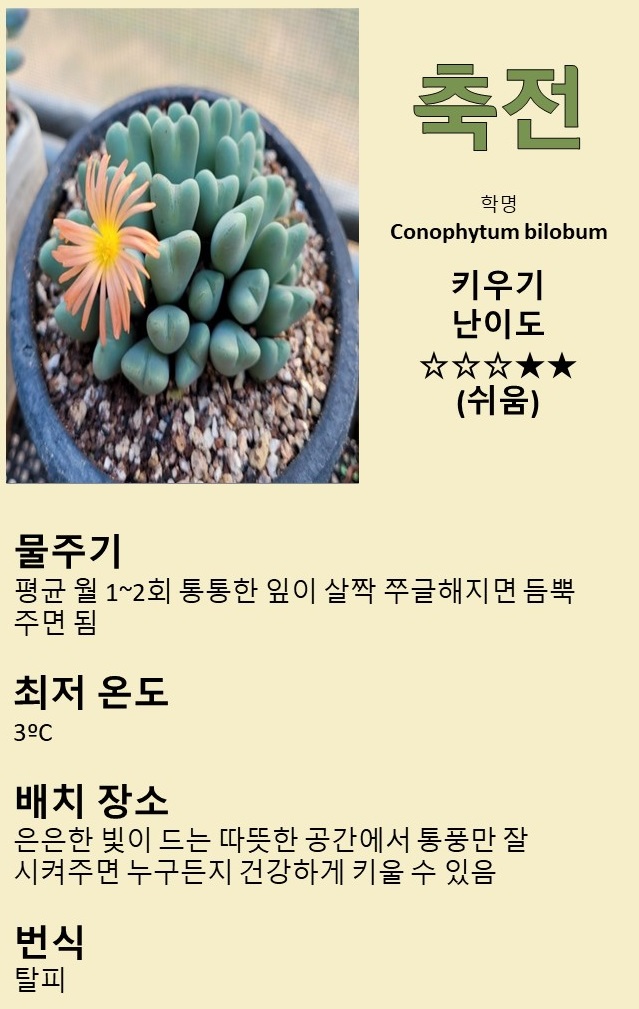 축전
학명
Conophytum bilobum
키우기
난이도
☆☆☆★★
(쉬움)
물주기
평균 월 1~2회 통통한 잎이 살짝 쭈글해지면 듬뿍
주면 됨
최저 온도
3ºC
배치 장소
은은한 빛이 드는 따뜻한 공간에서 통풍만 잘
시켜주면 누구든지 건강하게 키울 수 있음
번식
탈피